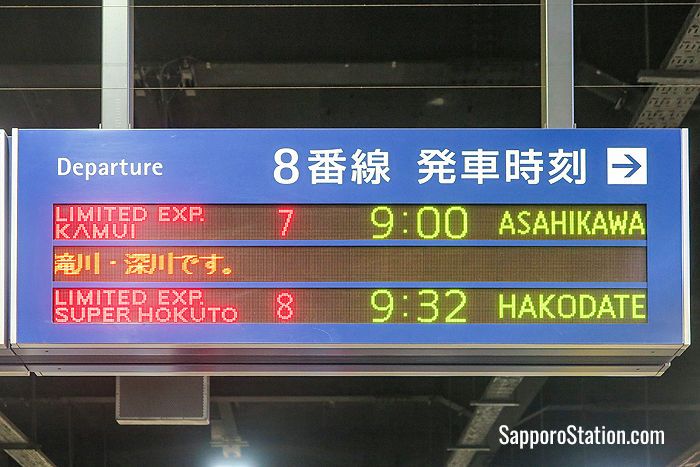 Departure 8番線 発車時刻 →
LIMITED EXP. KAMUI 7 9:00 ASAHIKAWA
滝川・深川です。
LIMITED EXP. SUPER HOKUTO 8 9:32 HAKODATE
SapporoStation.com